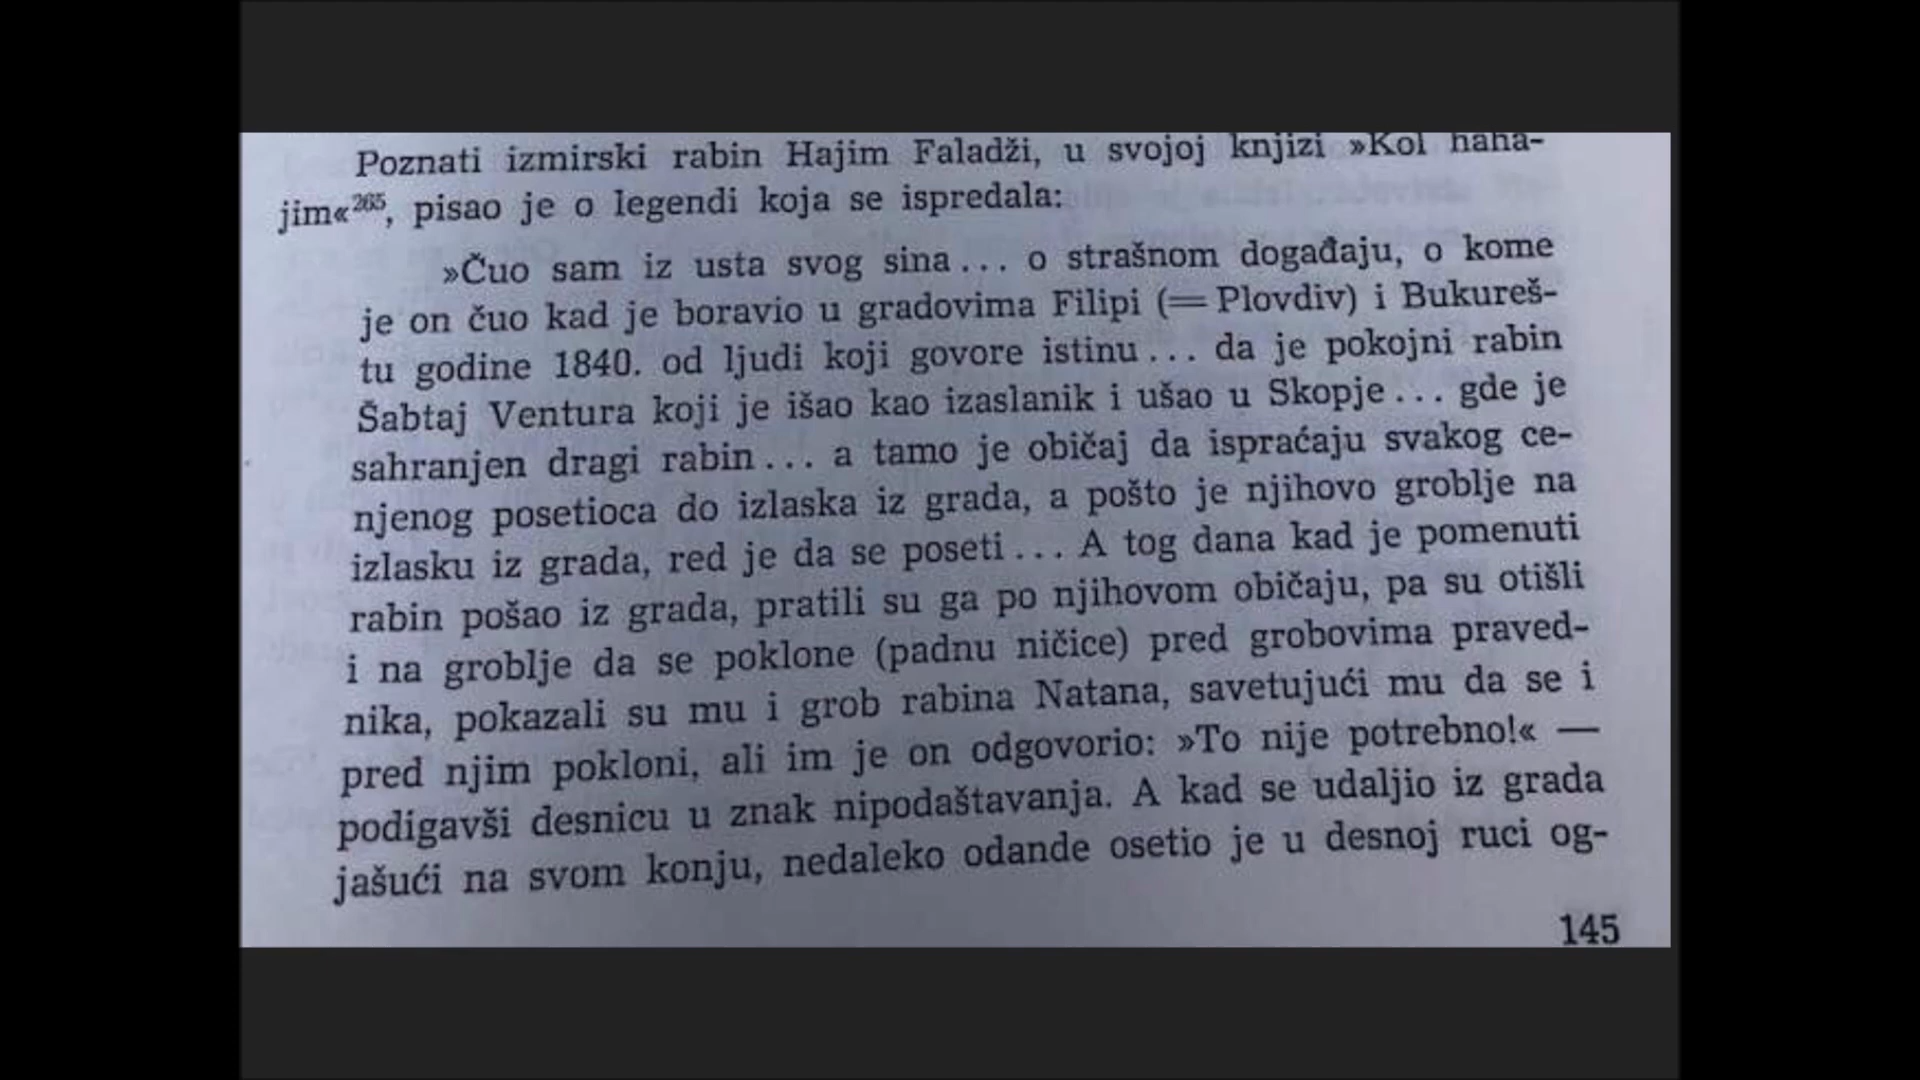 Poznati izmirski rabin Hajim Faladži, u svojoj knjizi »Kol haha-
jim«265, pisao je o legendi koja se ispredala:
»Čuo sam iz usta svog sina... o strašnom događaju, o kome
je on čuo kad je boravio u gradovima Filipi (=Plovdiv) i Bukureš-
tu godine 1840. od ljudi koji govore istinu... da je pokojni rabin
Šabtaj Ventura koji je išao kao izaslanik i ušao u Skopje... gde je
sahranjen dragi rabin... a tamo je običaj da ispraćaju svakog ce-
njenog posetioca do izlaska iz grada, a pošto je njihovo groblje na
izlasku iz grada, red je da se poseti... A tog dana kad je pomenuti
rabin pošao iz grada, pratili su ga po njihovom običaju, pa su otišli
i na groblje da se poklone (padnu ničice) pred grobovima praved-
nika, pokazali su mu i grob rabina Natana, savetujući mu da se i
pred njim pokloni, ali im je on odgovorio: »To nije potrebno!« —
podigavši desnicu u znak nipodaštavanja. A kad se udaljio iz grada
jašući na svom konju, nedaleko odande osetio je u desnoj ruci og-
145